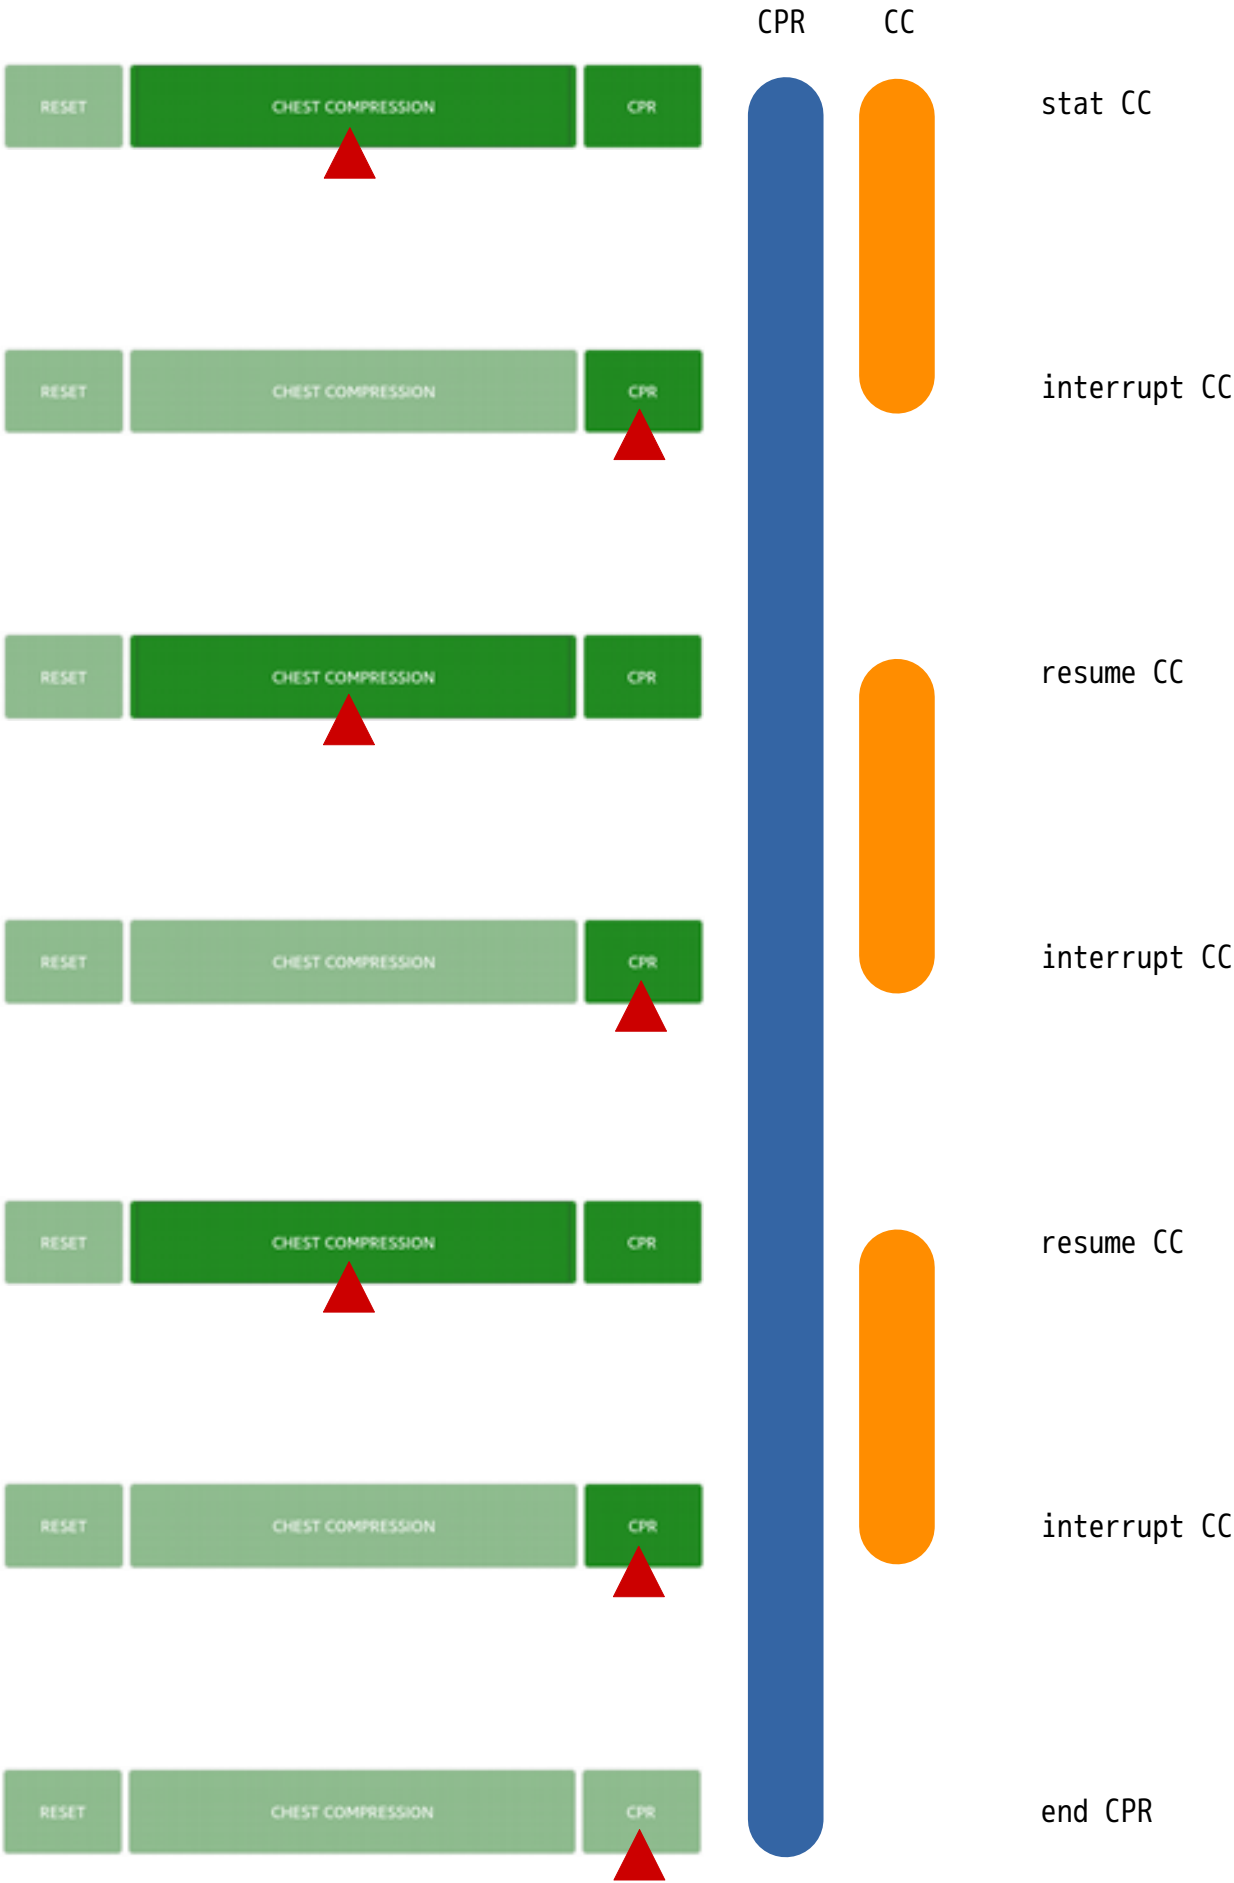 CPR CC
RESET CHEST COMPRESSION CPR stat CC
RESET CHEST COMPRESSION CPR interrupt CC
RESET CHEST COMPRESSION CPR resume CC
RESET CHEST COMPRESSION CPR interrupt CC
RESET CHEST COMPRESSION CPR resume CC
RESET CHEST COMPRESSION CPR interrupt CC
RESET CHEST COMPRESSION CPR end CPR